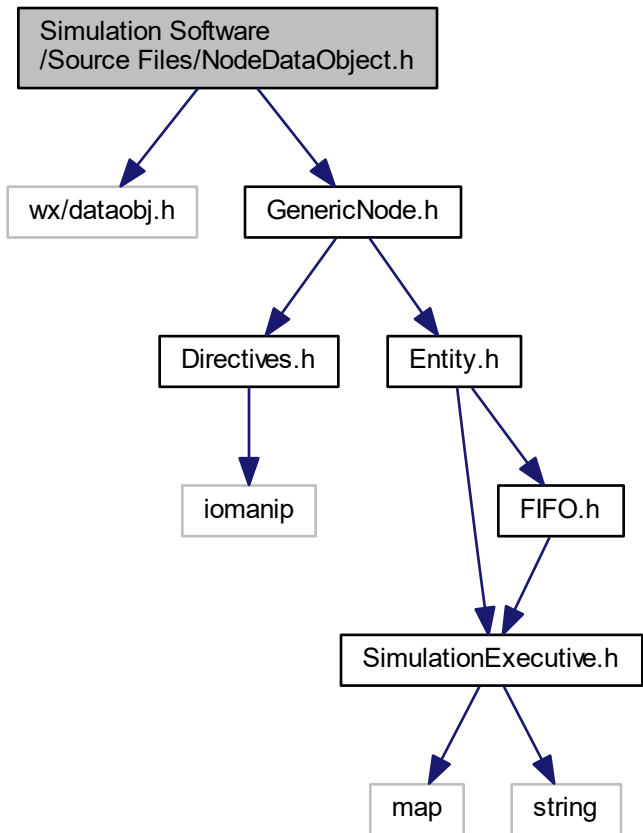 Simulation Software
/Source Files/NodeDataObject.h
wx/dataobj.h
GenericNode.h
Directives.h
Entity.h
iomanip
FIFO.h
SimulationExecutive.h
map
string